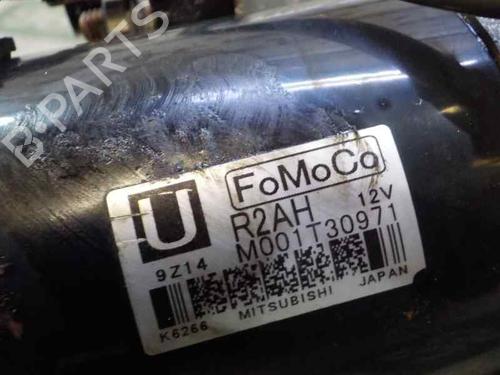 B-PARTS
U
FoMoCo
R2AH 12V
M001T30971
9Z14
K6266 MITSUBISHI JAPAN